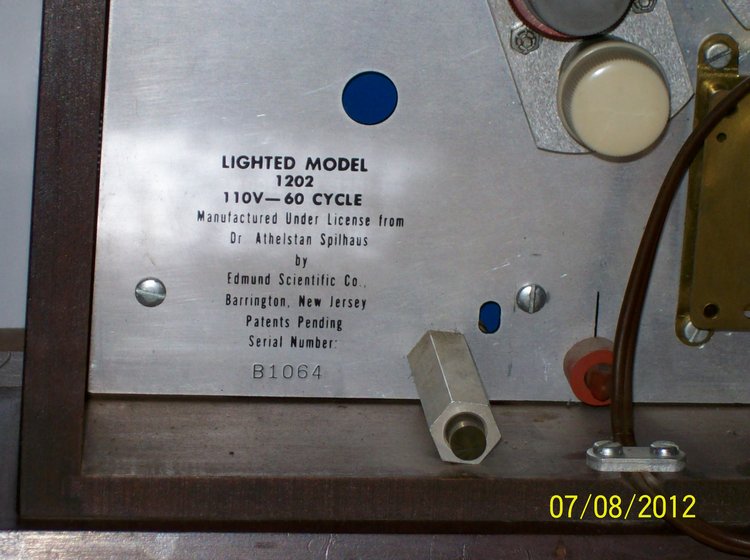 LIGHTED MODEL
1202
110V—60 CYCLE
Manufactured Under License from
Dr Athelstan Spilhaus
by
Edmund Scientific Co.,
Barrington, New Jersey
Patents Pending
Serial Number:
B1064
07/08/2012